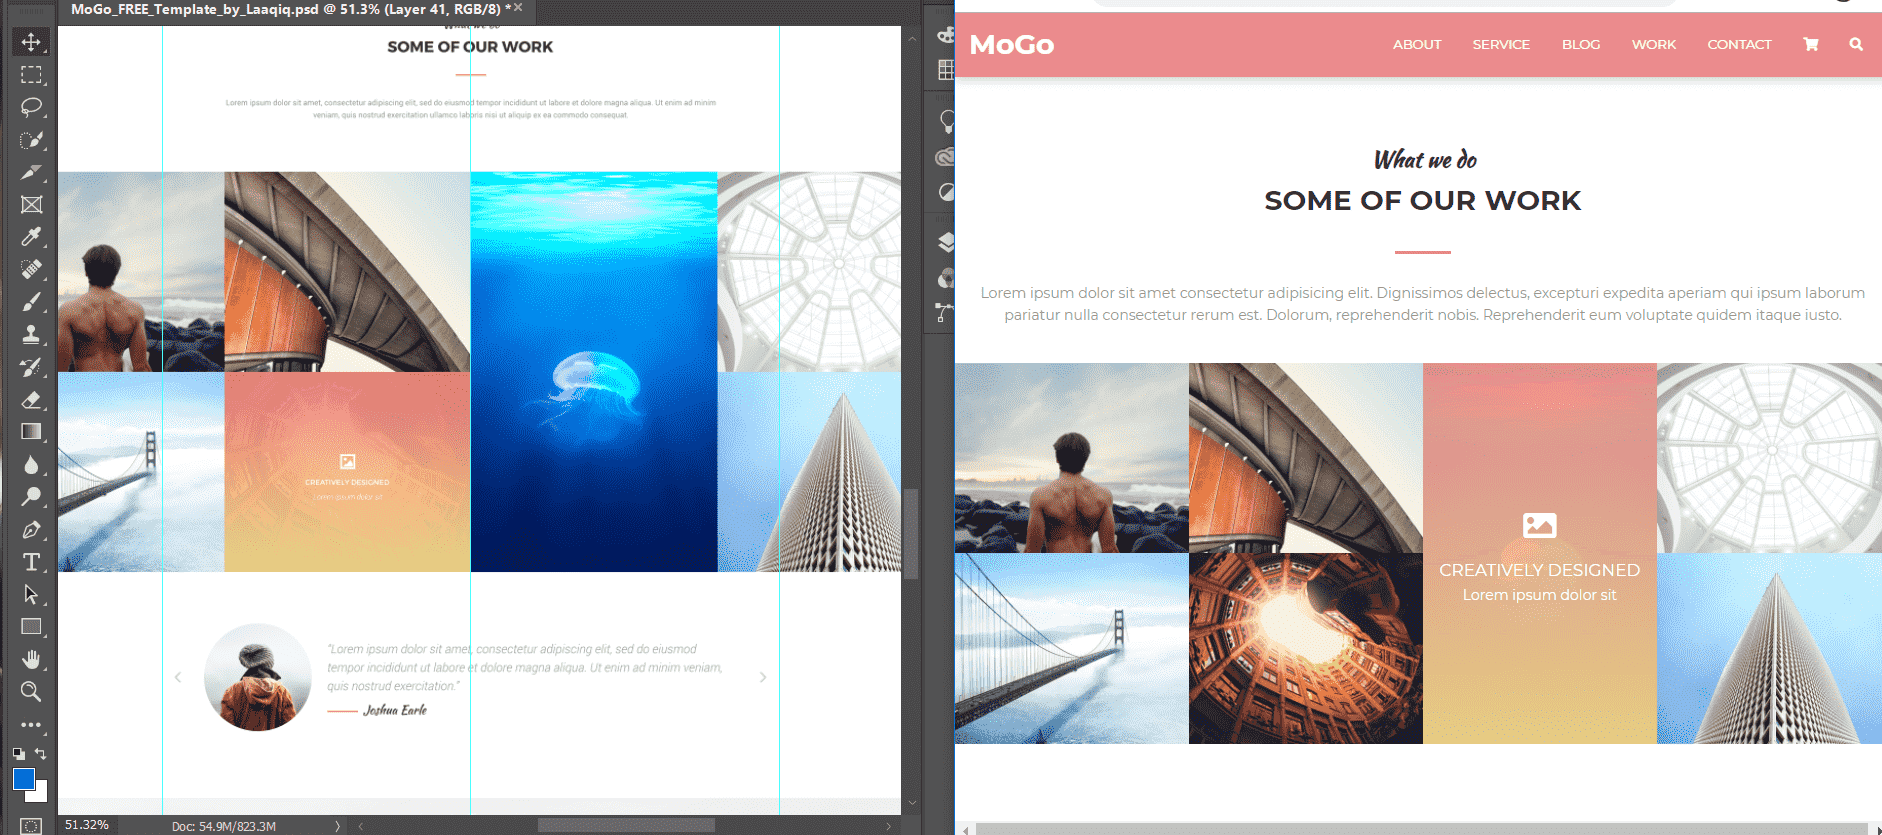 MoGo_FREE_Template_by_Laaqiq.psd @ 51.3% (Layer 41, RGB/8) *
What we do
SOME OF OUR WORK
Lorem ipsum dolor sit amet, consectetur adipiscing elit, sed do eiusmod tempor incididunt ut labore et dolore magna aliqua. Ut enim ad minim
veniam, quis nostrud exercitation ullamco laboris nisi ut aliquip ex ea commodo consequat.
CREATIVELY DESIGNED
Lorem ipsum dolor sit
"Lorem ipsum dolor sit amet, consectetur adipiscing elit, sed do eiusmod
tempor incididunt ut labore et dolore magna aliqua. Ut enim ad minim veniam,
quis nostrud exercitation."
Joshua Earle
51.32%
Doc: 54.9M/823.3M
MoGo
ABOUT SERVICE BLOG WORK CONTACT
What we do
SOME OF OUR WORK
Lorem ipsum dolor sit amet consectetur adipisicing elit. Dignissimos delectus, excepturi expedita aperiam qui ipsum laborum
pariatur nulla consectetur rerum est. Dolorum, reprehenderit nobis. Reprehenderit eum voluptate quidem itaque iusto.
CREATIVELY DESIGNED
Lorem ipsum dolor sit